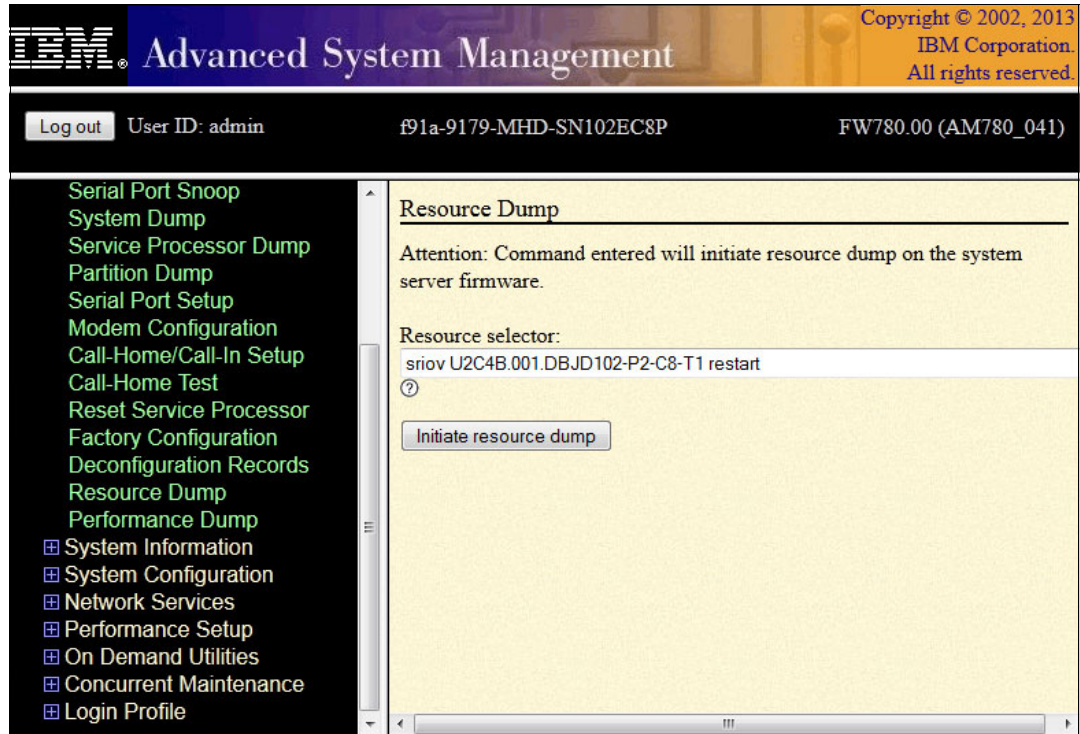 IBM® Advanced System Management
Copyright © 2002, 2013
IBM Corporation.
All rights reserved.
Log out User ID: admin f91a-9179-MHD-SN102EC8P FW780.00 (AM780_041)
Serial Port Snoop
System Dump
Service Processor Dump
Partition Dump
Serial Port Setup
Modem Configuration
Call-Home/Call-In Setup
Call-Home Test
Reset Service Processor
Factory Configuration
Deconfiguration Records
Resource Dump
Performance Dump
System Information
System Configuration
Network Services
Performance Setup
On Demand Utilities
Concurrent Maintenance
Login Profile
Resource Dump
Attention: Command entered will initiate resource dump on the system
server firmware.
Resource selector:
sriov U2C4B.001.DBJD102-P2-C8-T1 restart
?
Initiate resource dump